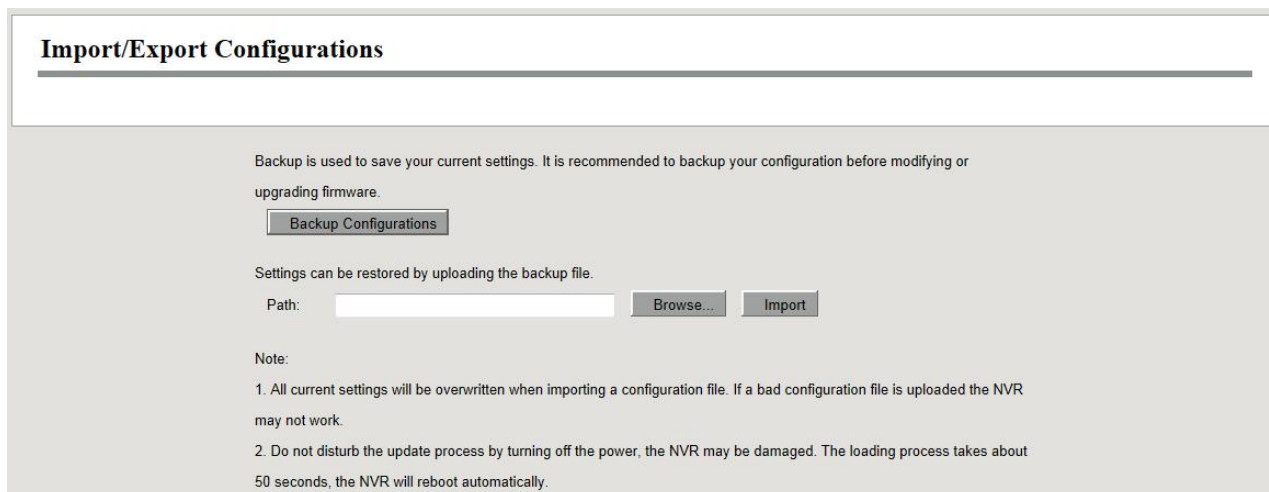 Import/Export Configurations
Backup is used to save your current settings. It is recommended to backup your configuration before modifying or
upgrading firmware.
Backup Configurations
Settings can be restored by uploading the backup file.
Path: Browse... Import
Note:
1. All current settings will be overwritten when importing a configuration file. If a bad configuration file is uploaded the NVR
may not work.
2. Do not disturb the update process by turning off the power, the NVR may be damaged. The loading process takes about
50 seconds, the NVR will reboot automatically.